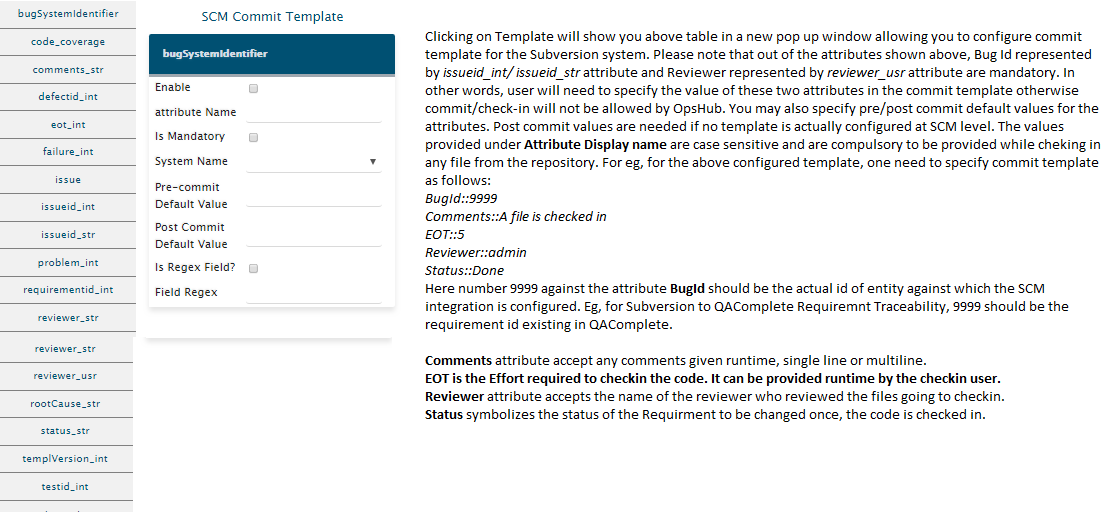 bugSystemIdentifier
code_coverage
comments_str
defectid_int
eot_int
failure_int
issue
issueid_int
issueid_str
problem_int
requirementid_int
reviewer_str
reviewer_str
reviewer_usr
rootCause_str
status_str
templVersion_int
testid_int
SCM Commit Template
bugSystemIdentifier
Enable
attribute Name
Is Mandatory
System Name
Pre-commit
Default Value
Post Commit
Default Value
Is Regex Field?
Field Regex
Clicking on Template will show you above table in a new pop up window allowing you to configure commit
template for the Subversion system. Please note that out of the attributes shown above, Bug Id represented
by issueid_int/ issueid_str attribute and Reviewer represented by reviewer_usr attribute are mandatory. In
other words, user will need to specify the value of these two attributes in the commit template otherwise
commit/check-in will not be allowed by OpsHub. You may also specify pre/post commit default values for the
attributes. Post commit values are needed if no template is actually configured at SCM level. The values
provided under Attribute Display name are case sensitive and are compulsory to be provided while cheking in
any file from the repository. For eg, for the above configured template, one need to specify commit template
as follows:
BugId::9999
Comments::A file is checked in
EOT::5
Reviewer::admin
Status::Done
Here number 9999 against the attribute BugId should be the actual id of entity against which the SCM
integration is configured. Eg, for Subversion to QAComplete Requiremnt Traceability, 9999 should be the
requirement id existing in QAComplete.
Comments attribute accept any comments given runtime, single line or multiline.
EOT is the Effort required to checkin the code. It can be provided runtime by the checkin user.
Reviewer attribute accepts the name of the reviewer who reviewed the files going to checkin.
Status symbolizes the status of the Requirment to be changed once, the code is checked in.